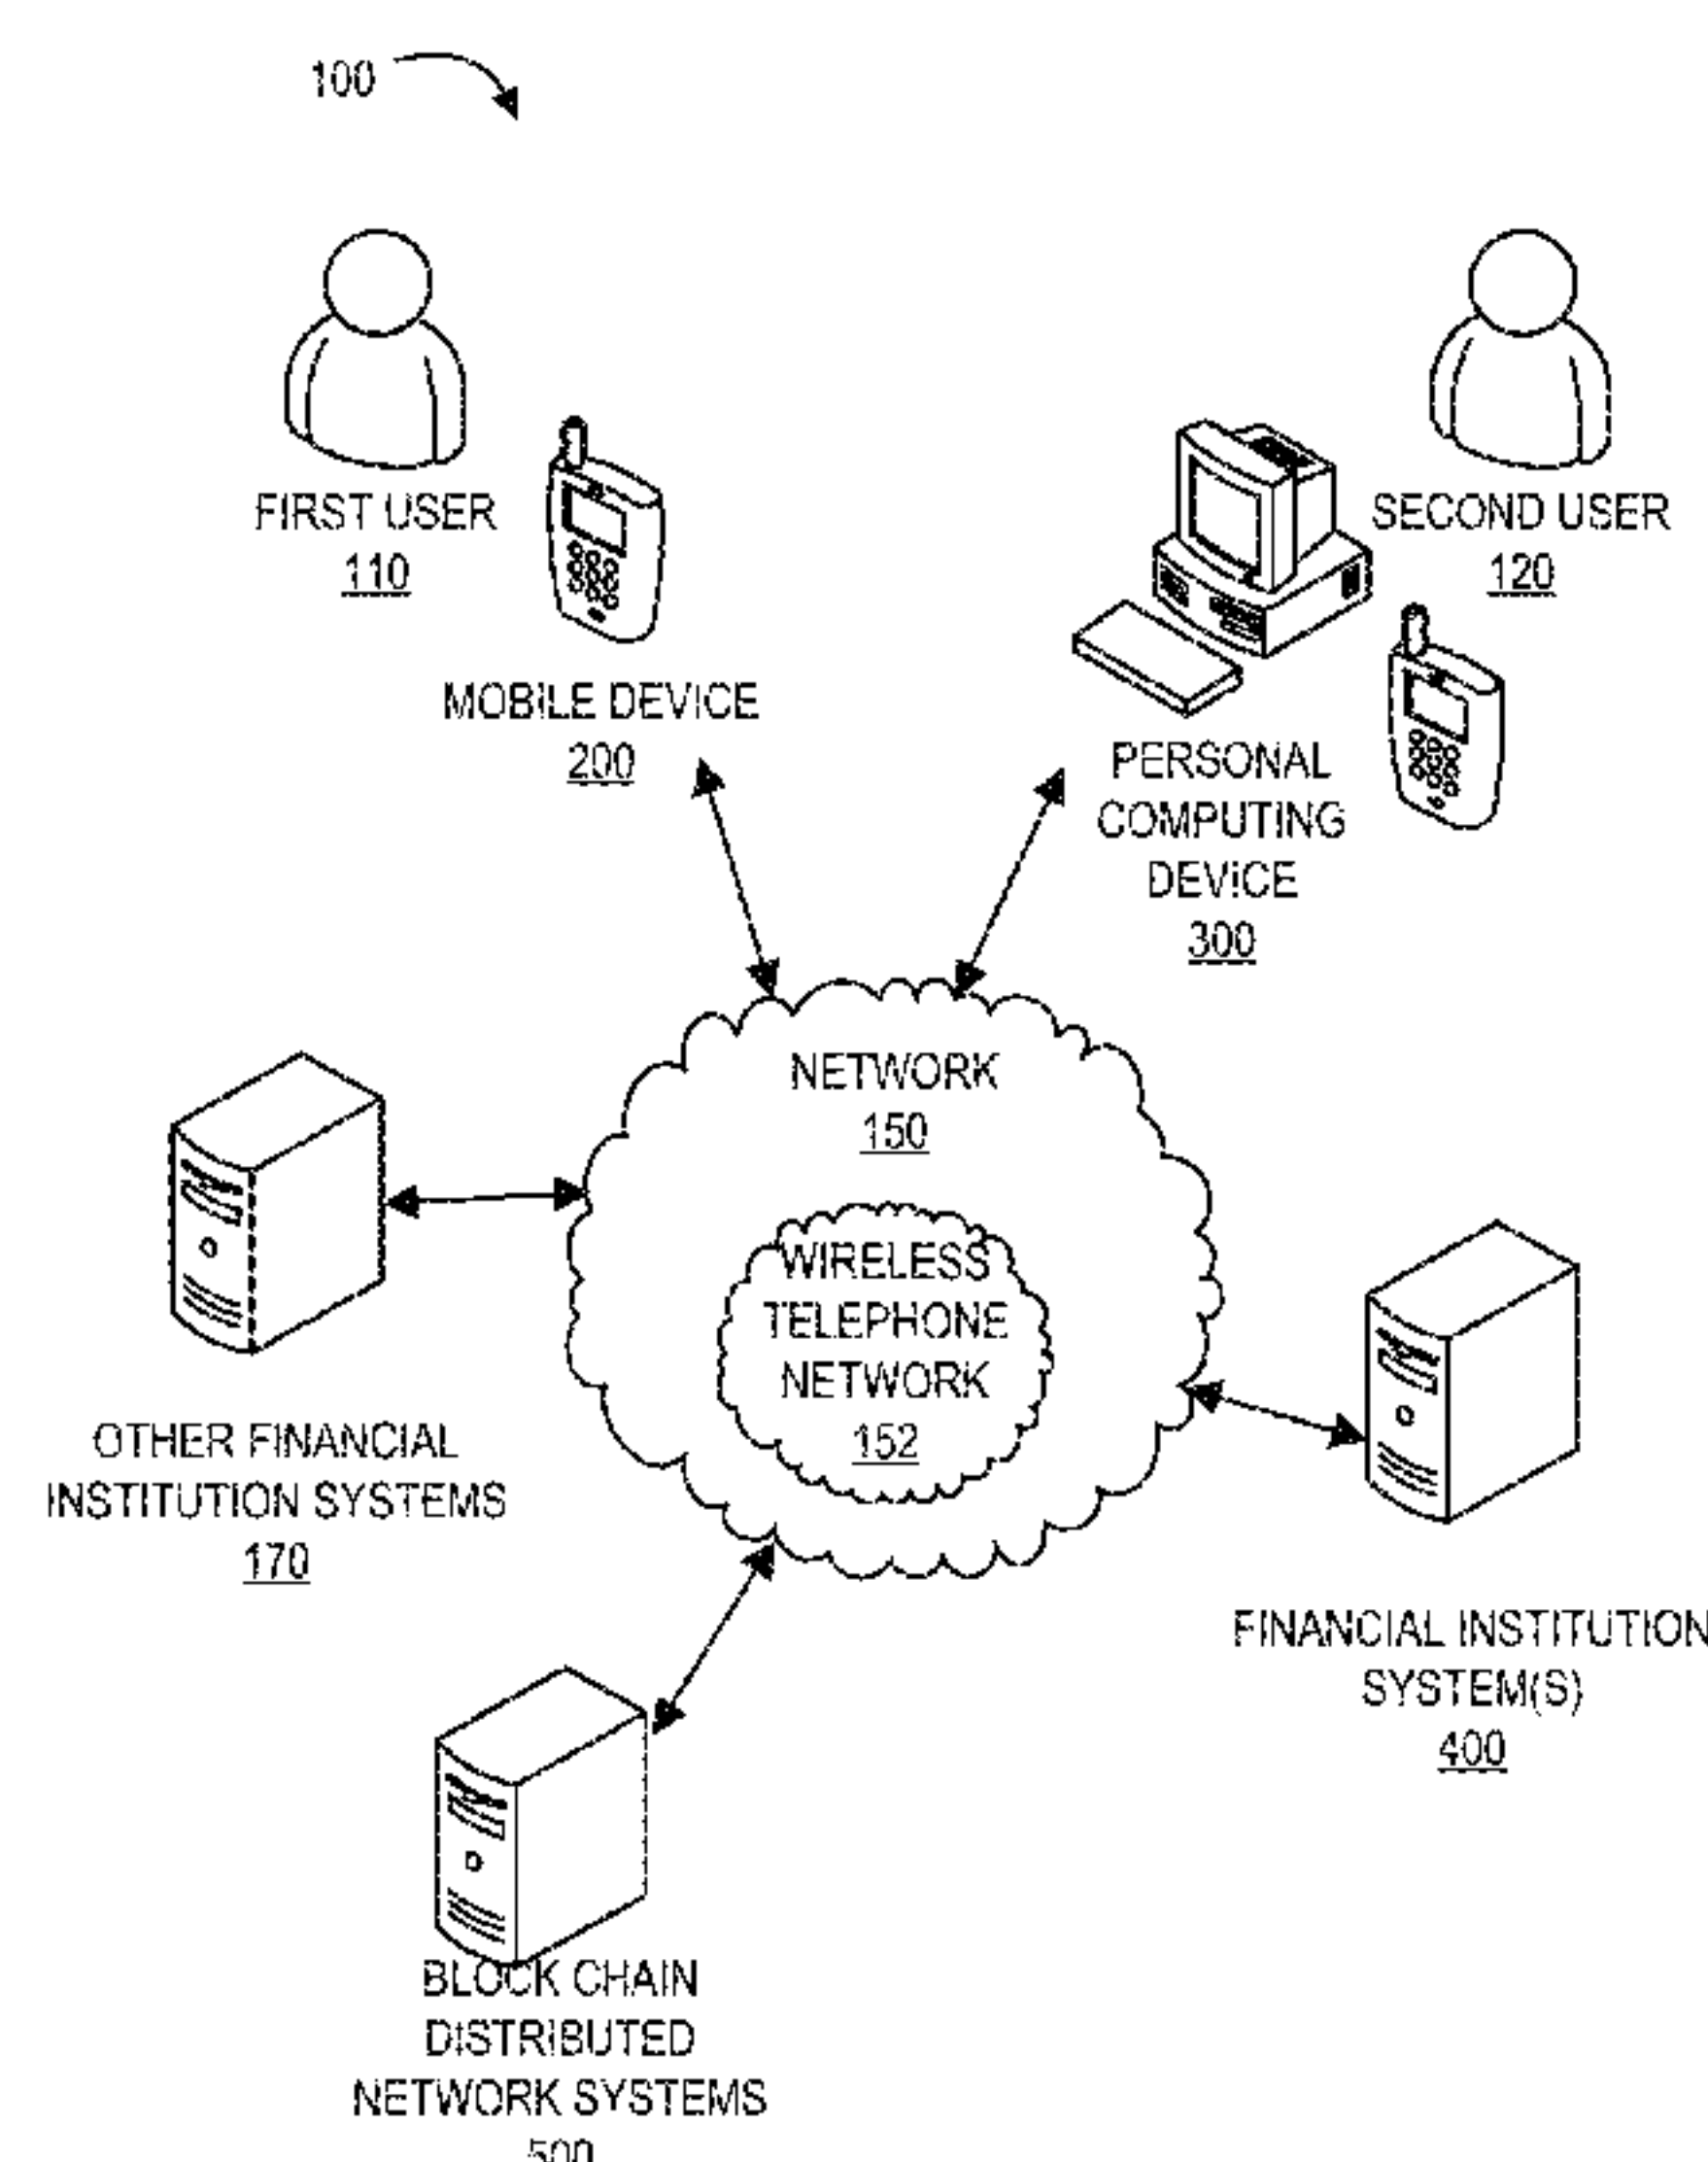 100
FIRST USER
110
SECOND USER
120
MOBILE DEVICE
200
PERSONAL
COMPUTING
DEVICE
300
NETWORK
150
WIRELESS
TELEPHONE
NETWORK
152
OTHER FINANCIAL
INSTITUTION SYSTEMS
170
FINANCIAL INSTITUTION
SYSTEM(S)
400
BLOCK CHAIN
DISTRIBUTED
NETWORK SYSTEMS
500